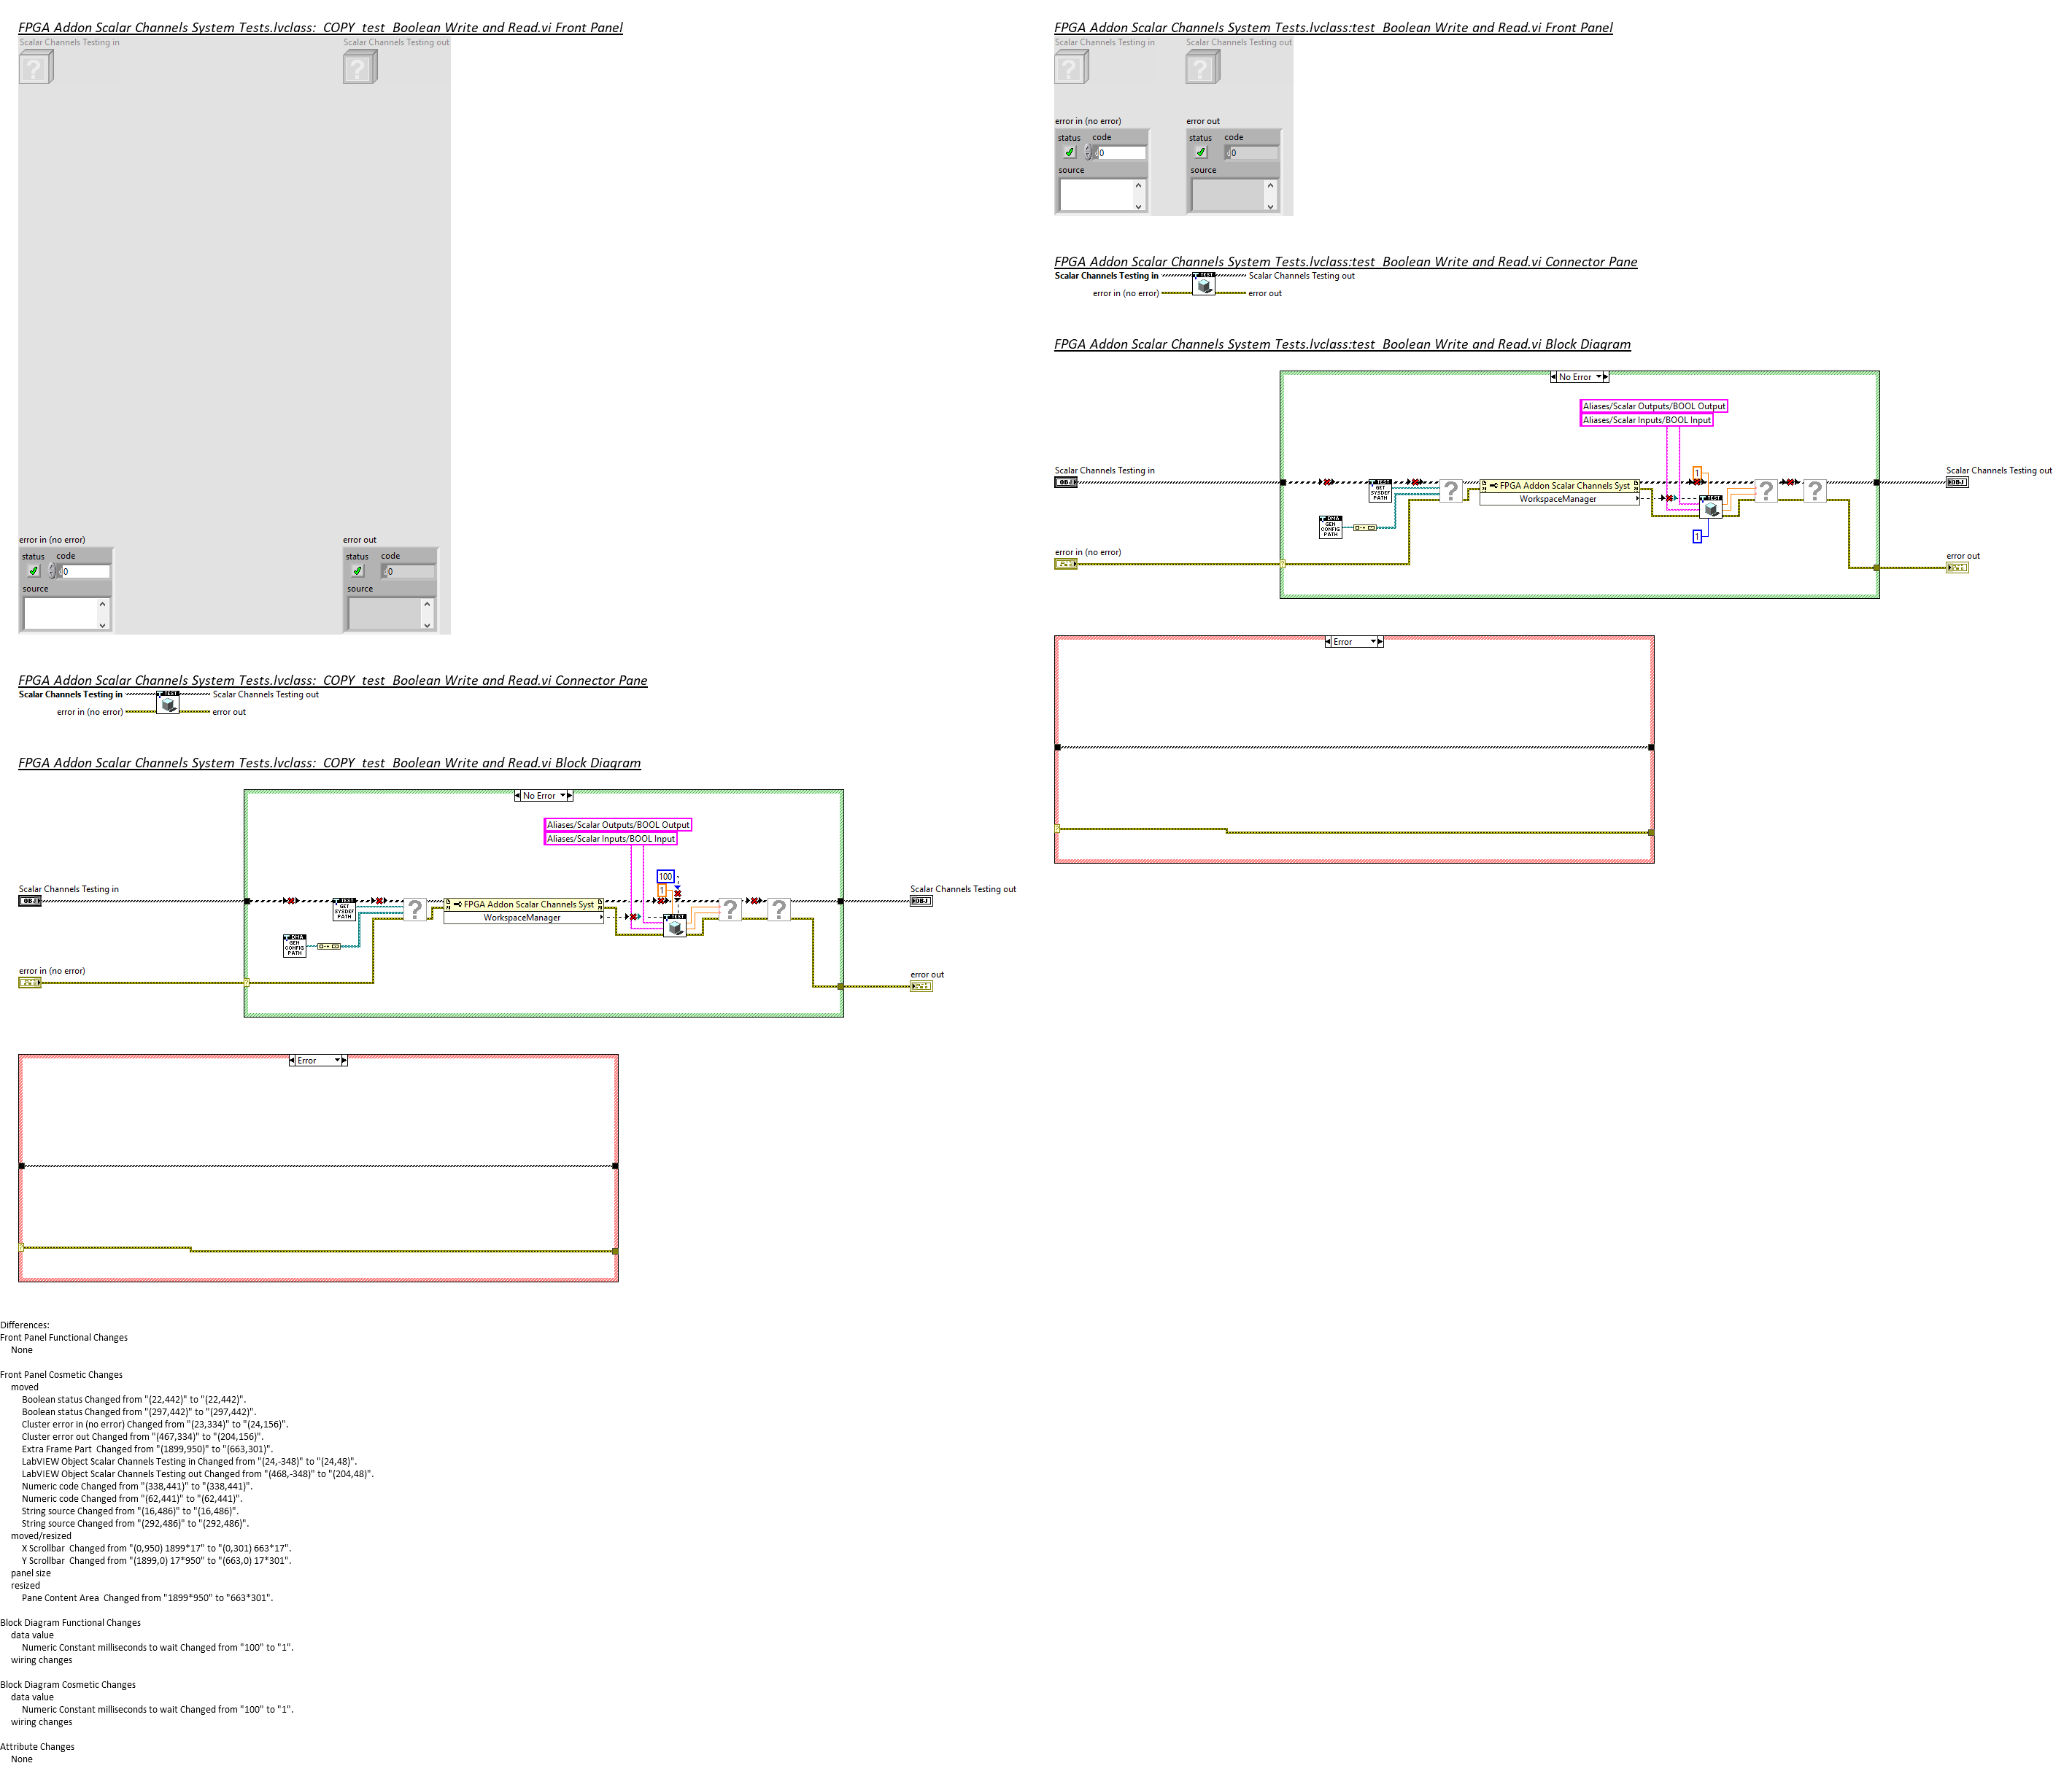 FPGA Addon Scalar Channels System Tests.lvclass:_COPY_test_Boolean Write and Read.vi Front Panel
Scalar Channels Testing in
Scalar Channels Testing out
error in (no error)
status code
0
source
error out
status code
0
source
FPGA Addon Scalar Channels System Tests.lvclass:_COPY_test_Boolean Write and Read.vi Connector Pane
Scalar Channels Testing in
TEST
Scalar Channels Testing out
error in (no error)
error out
FPGA Addon Scalar Channels System Tests.lvclass:_COPY_test_Boolean Write and Read.vi Block Diagram
No Error
Aliases/Scalar Outputs/BOOL Output
Aliases/Scalar Inputs/BOOL Input
100
1
Scalar Channels Testing in
OBJ
TEST
GET
SYSDEF
PATH
FPGA Addon Scalar Channels Syst
WorkspaceManager
TEST
Scalar Channels Testing out
OBJ
DMA
GEN
CONFIG
PATH
error in (no error)
error out
Error
FPGA Addon Scalar Channels System Tests.lvclass:test_Boolean Write and Read.vi Front Panel
Scalar Channels Testing in
Scalar Channels Testing out
error in (no error)
status code
0
source
error out
status code
0
source
FPGA Addon Scalar Channels System Tests.lvclass:test_Boolean Write and Read.vi Connector Pane
Scalar Channels Testing in
TEST
Scalar Channels Testing out
error in (no error)
error out
FPGA Addon Scalar Channels System Tests.lvclass:test_Boolean Write and Read.vi Block Diagram
No Error
Aliases/Scalar Outputs/BOOL Output
Aliases/Scalar Inputs/BOOL Input
1
Scalar Channels Testing in
OBJ
TEST
GET
SYSDEF
PATH
FPGA Addon Scalar Channels Syst
WorkspaceManager
TEST
Scalar Channels Testing out
OBJ
DMA
GEN
CONFIG
PATH
1
error in (no error)
error out
Error
Differences:
Front Panel Functional Changes
None
Front Panel Cosmetic Changes
moved
Boolean status Changed from "(22,442)" to "(22,442)".
Boolean status Changed from "(297,442)" to "(297,442)".
Cluster error in (no error) Changed from "(23,334)" to "(24,156)".
Cluster error out Changed from "(467,334)" to "(204,156)".
Extra Frame Part  Changed from "(1899,950)" to "(663,301)".
LabVIEW Object Scalar Channels Testing in Changed from "(24,-348)" to "(24,48)".
LabVIEW Object Scalar Channels Testing out Changed from "(468,-348)" to "(204,48)".
Numeric code Changed from "(338,441)" to "(338,441)".
Numeric code Changed from "(62,441)" to "(62,441)".
String source Changed from "(16,486)" to "(16,486)".
String source Changed from "(292,486)" to "(292,486)".
moved/resized
X Scrollbar  Changed from "(0,950) 1899*17" to "(0,301) 663*17".
Y Scrollbar  Changed from "(1899,0) 17*950" to "(663,0) 17*301".
panel size
resized
Pane Content Area  Changed from "1899*950" to "663*301".
Block Diagram Functional Changes
data value
Numeric Constant milliseconds to wait Changed from "100" to "1".
wiring changes
Block Diagram Cosmetic Changes
data value
Numeric Constant milliseconds to wait Changed from "100" to "1".
wiring changes
Attribute Changes
None